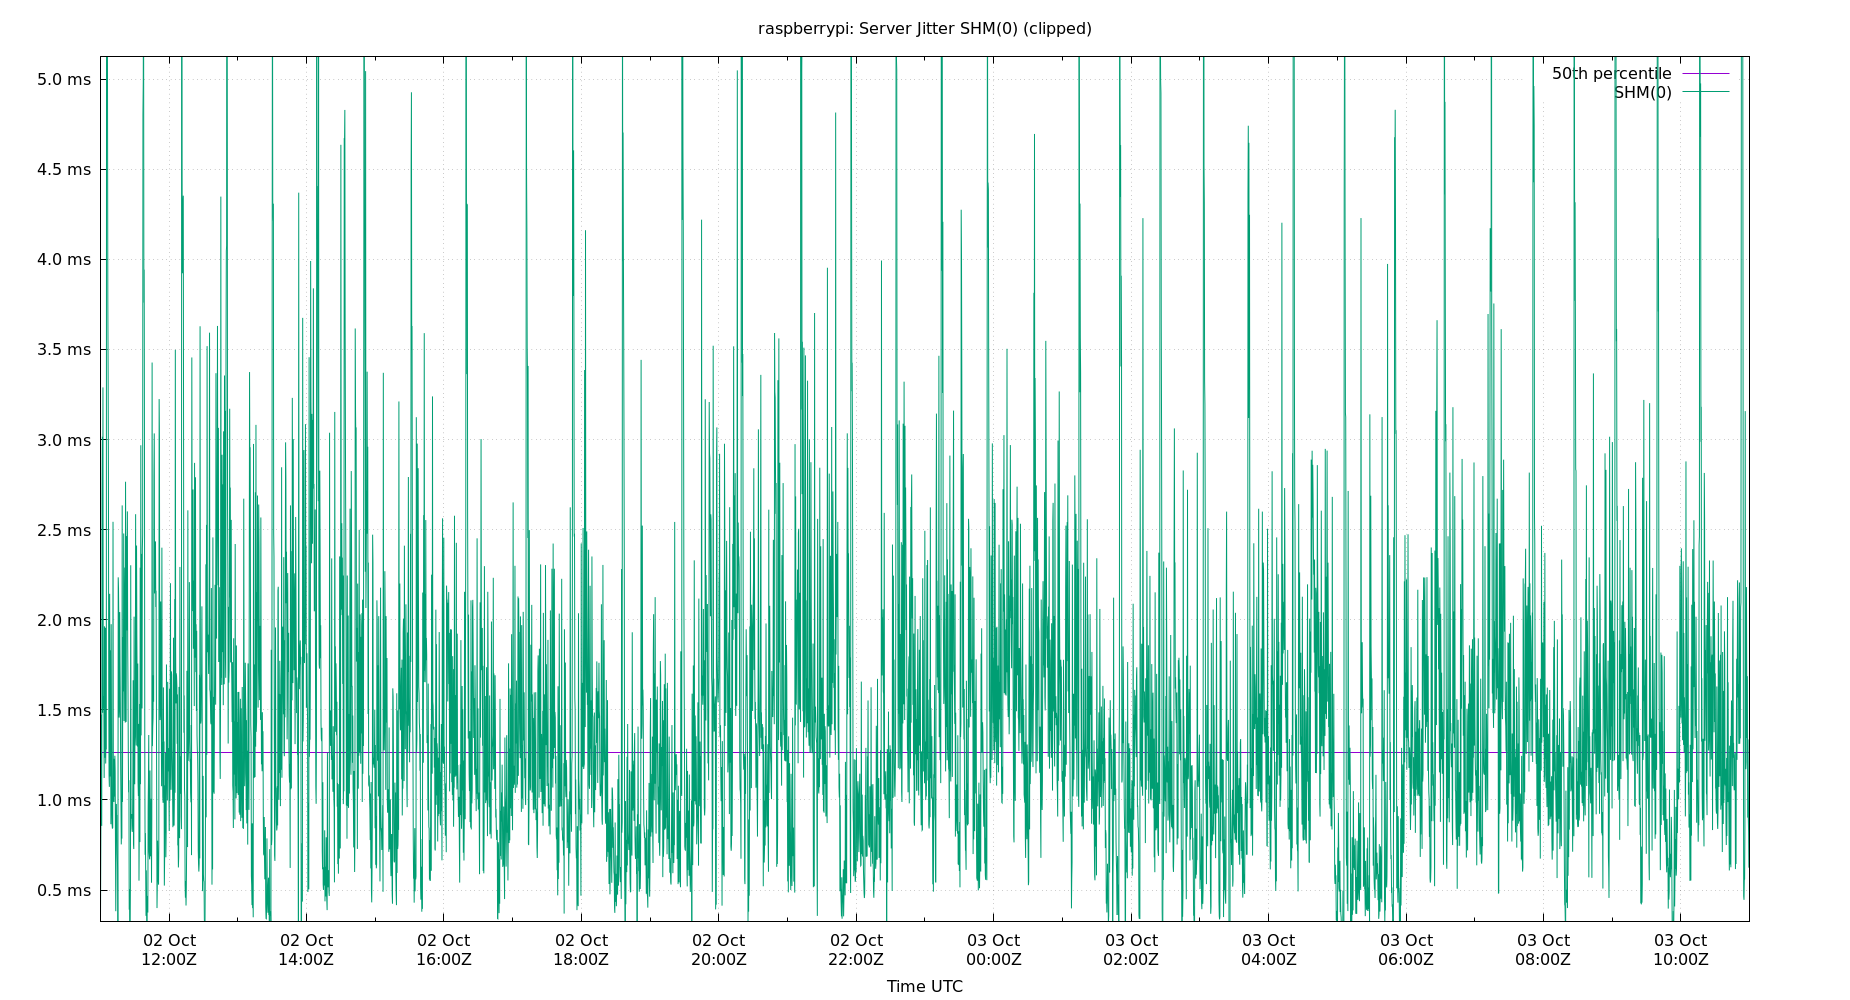 raspberrypi: Server Jitter SHM(0) (clipped)
50th percentile
SHM(0)
5.0 ms
4.5 ms
4.0 ms
3.5 ms
3.0 ms
2.5 ms
2.0 ms
1.5 ms
1.0 ms
0.5 ms
02 Oct 02 Oct 02 Oct 02 Oct 02 Oct 02 Oct 03 Oct 03 Oct 03 Oct 03 Oct 03 Oct 03 Oct
12:00Z 14:00Z 16:00Z 18:00Z 20:00Z 22:00Z 00:00Z 02:00Z 04:00Z 06:00Z 08:00Z 10:00Z
Time UTC